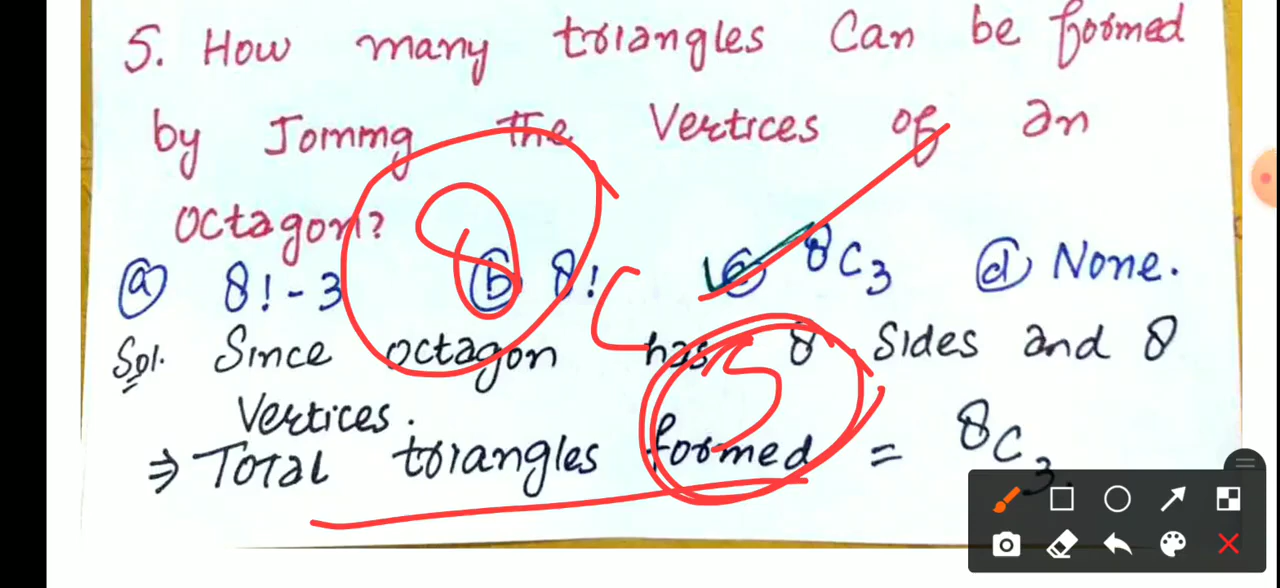 5. How many triangles Can be formed
by Joining the Vertices of an
octagon?
(a) 8! - 3 (b) 8! (c) 8C3 (d) None.
Sol. Since octagon has 8 Sides and 8
Vertices.
⇒ Total triangles formed = 8C3.
8C3